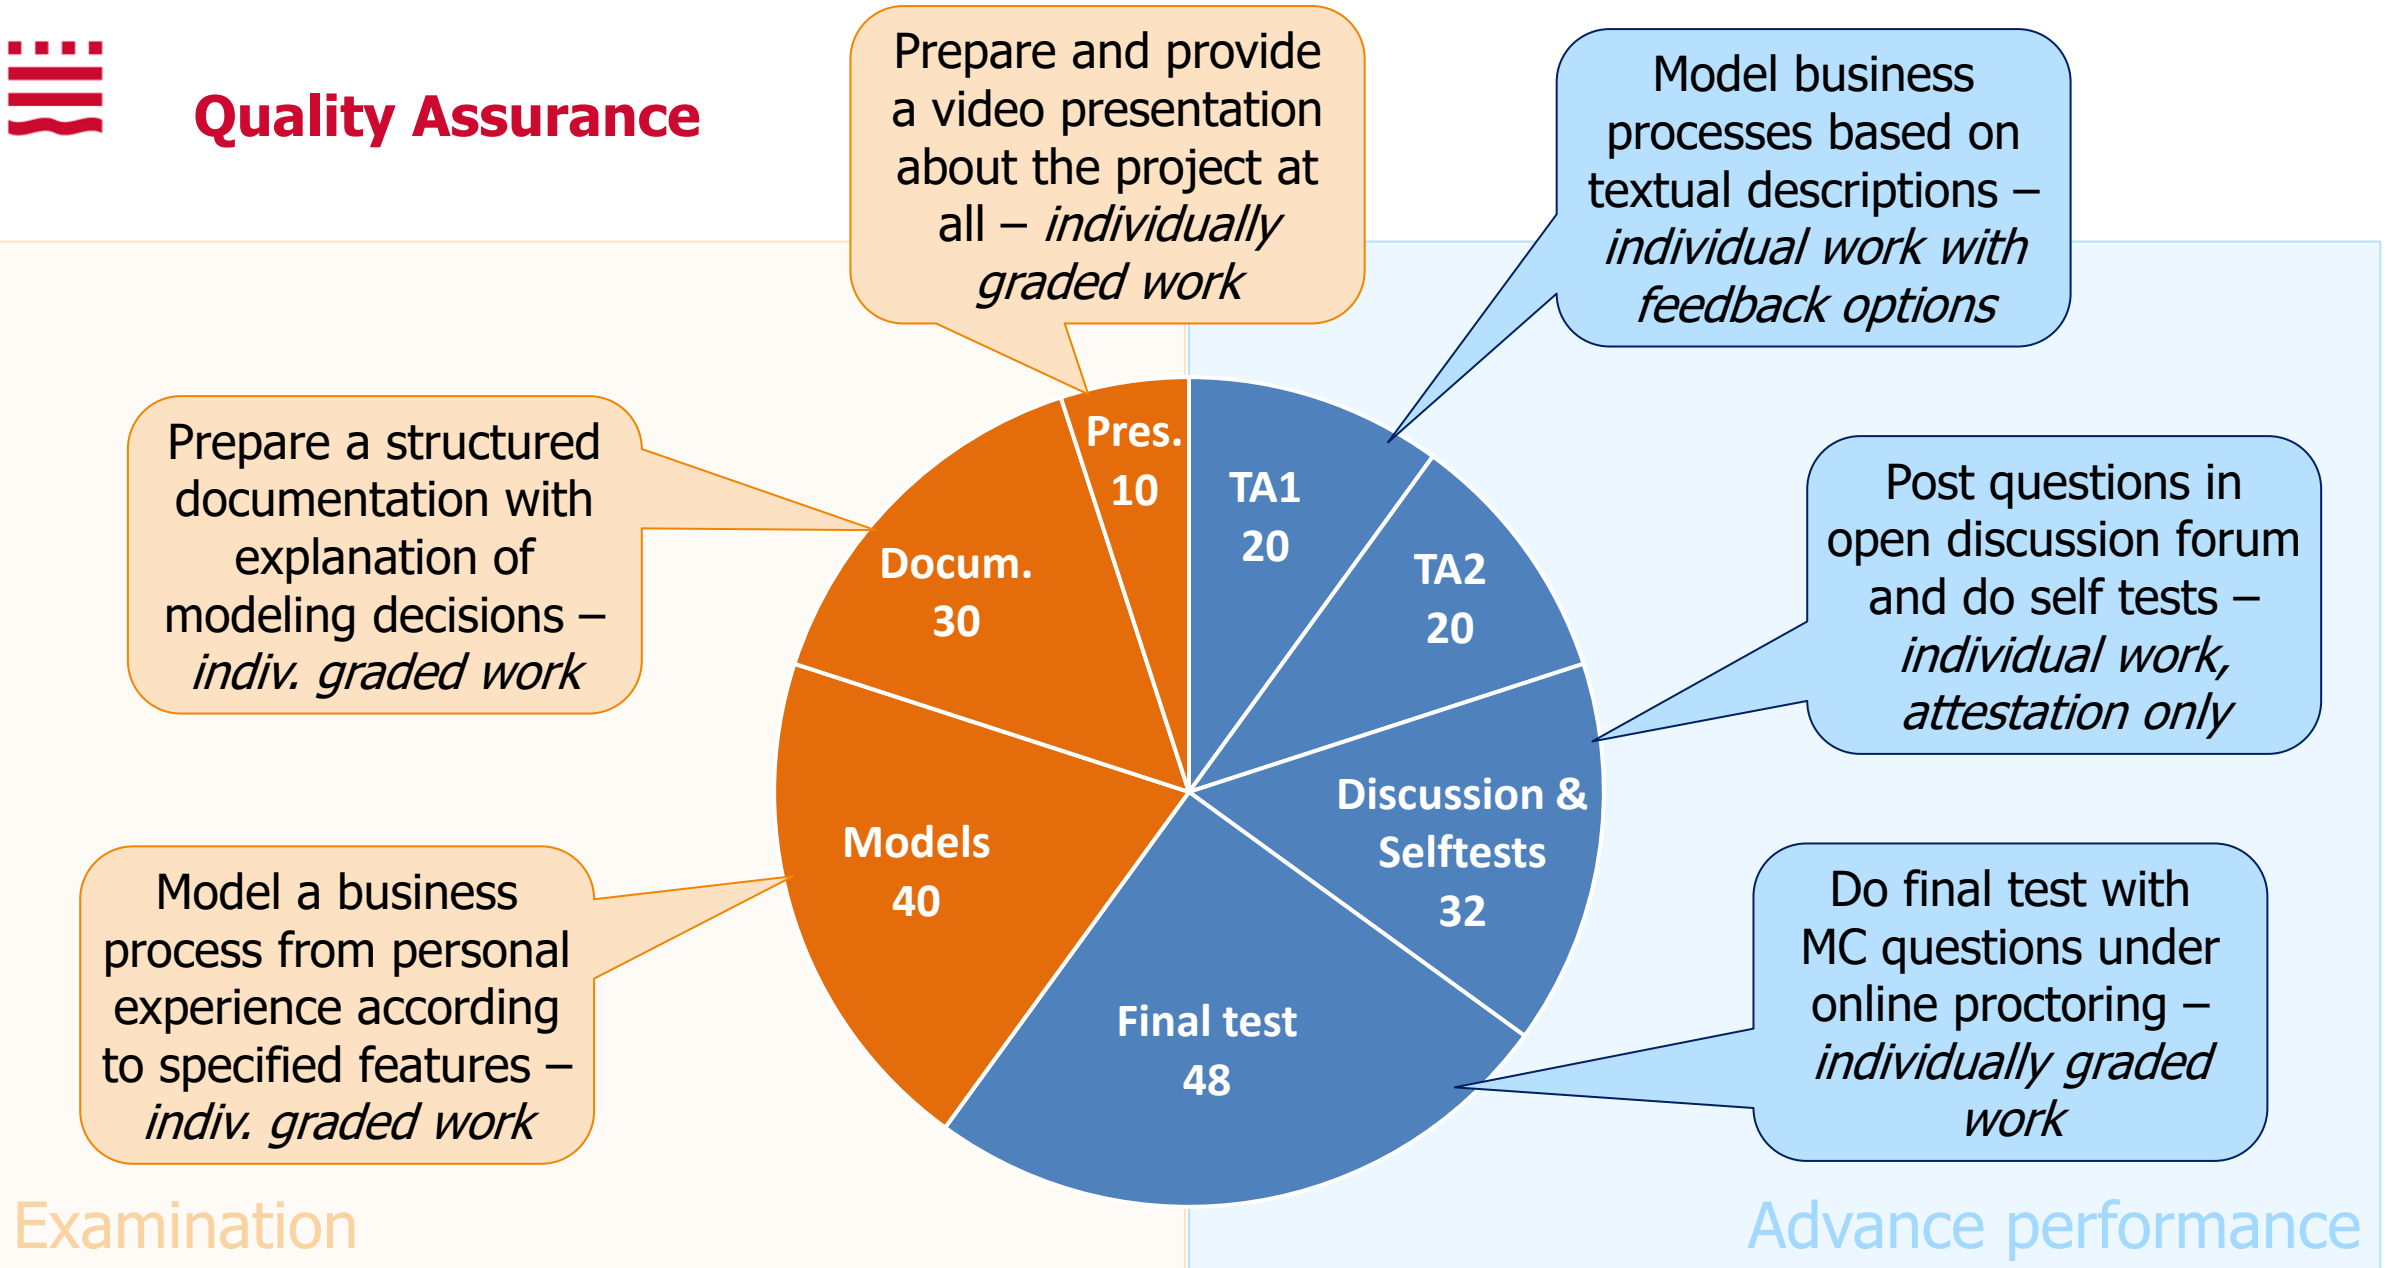 Quality Assurance
Prepare and provide
a video presentation
about the project at
all – individually
graded work
Model business
processes based on
textual descriptions –
individual work with
feedback options
Prepare a structured
documentation with
explanation of
modeling decisions –
indiv. graded work
Post questions in
open discussion forum
and do self tests –
individual work,
attestation only
Model a business
process from personal
experience according
to specified features –
indiv. graded work
Do final test with
MC questions under
online proctoring –
individually graded
work
Pres.
10
TA1
20
TA2
20
Docum.
30
Discussion &
Selftests
32
Models
40
Final test
48
Examination
Advance performance